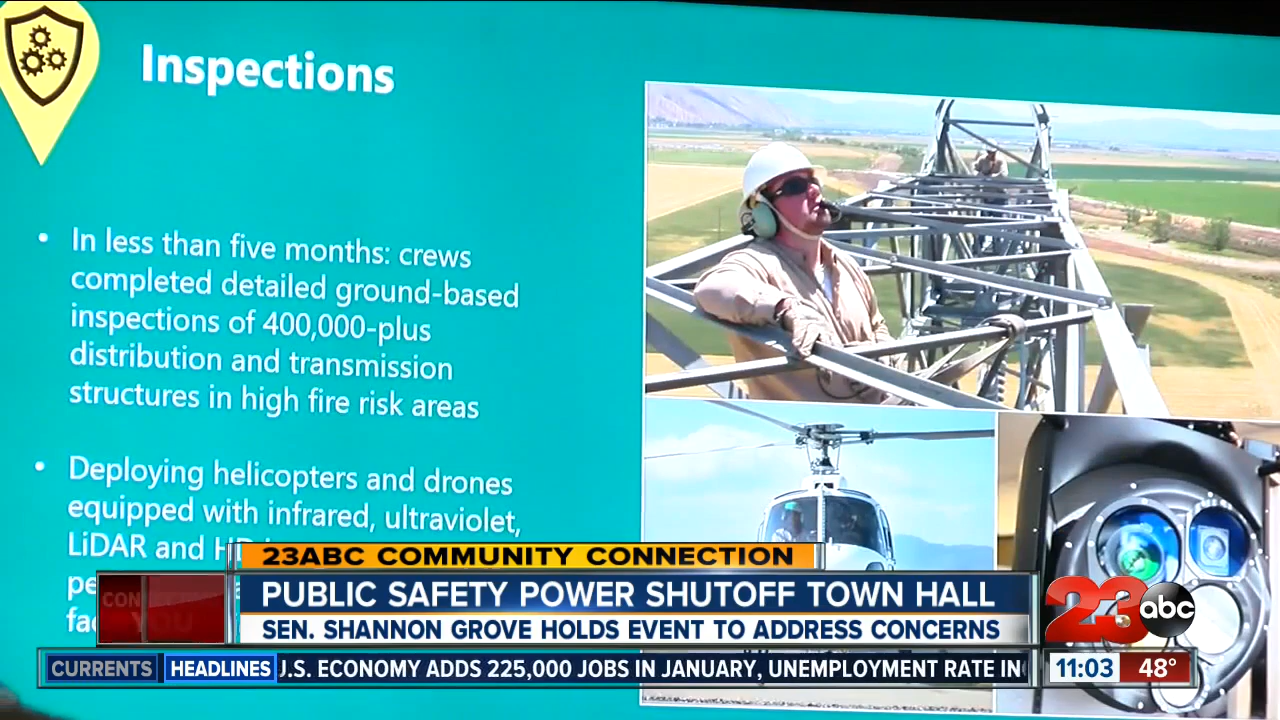 Inspections
• In less than five months: crews
completed detailed ground-based
inspections of 400,000-plus
distribution and transmission
structures in high fire risk areas
• Deploying helicopters and drones
equipped with infrared, ultraviolet,
LiDAR and
23ABC COMMUNITY CONNECTION
PUBLIC SAFETY POWER SHUTOFF TOWN HALL
SEN. SHANNON GROVE HOLDS EVENT TO ADDRESS CONCERNS
YOU
23 abc
CURRENTS HEADLINES U.S. ECONOMY ADDS 225,000 JOBS IN JANUARY, UNEMPLOYMENT RATE
11:03 48°